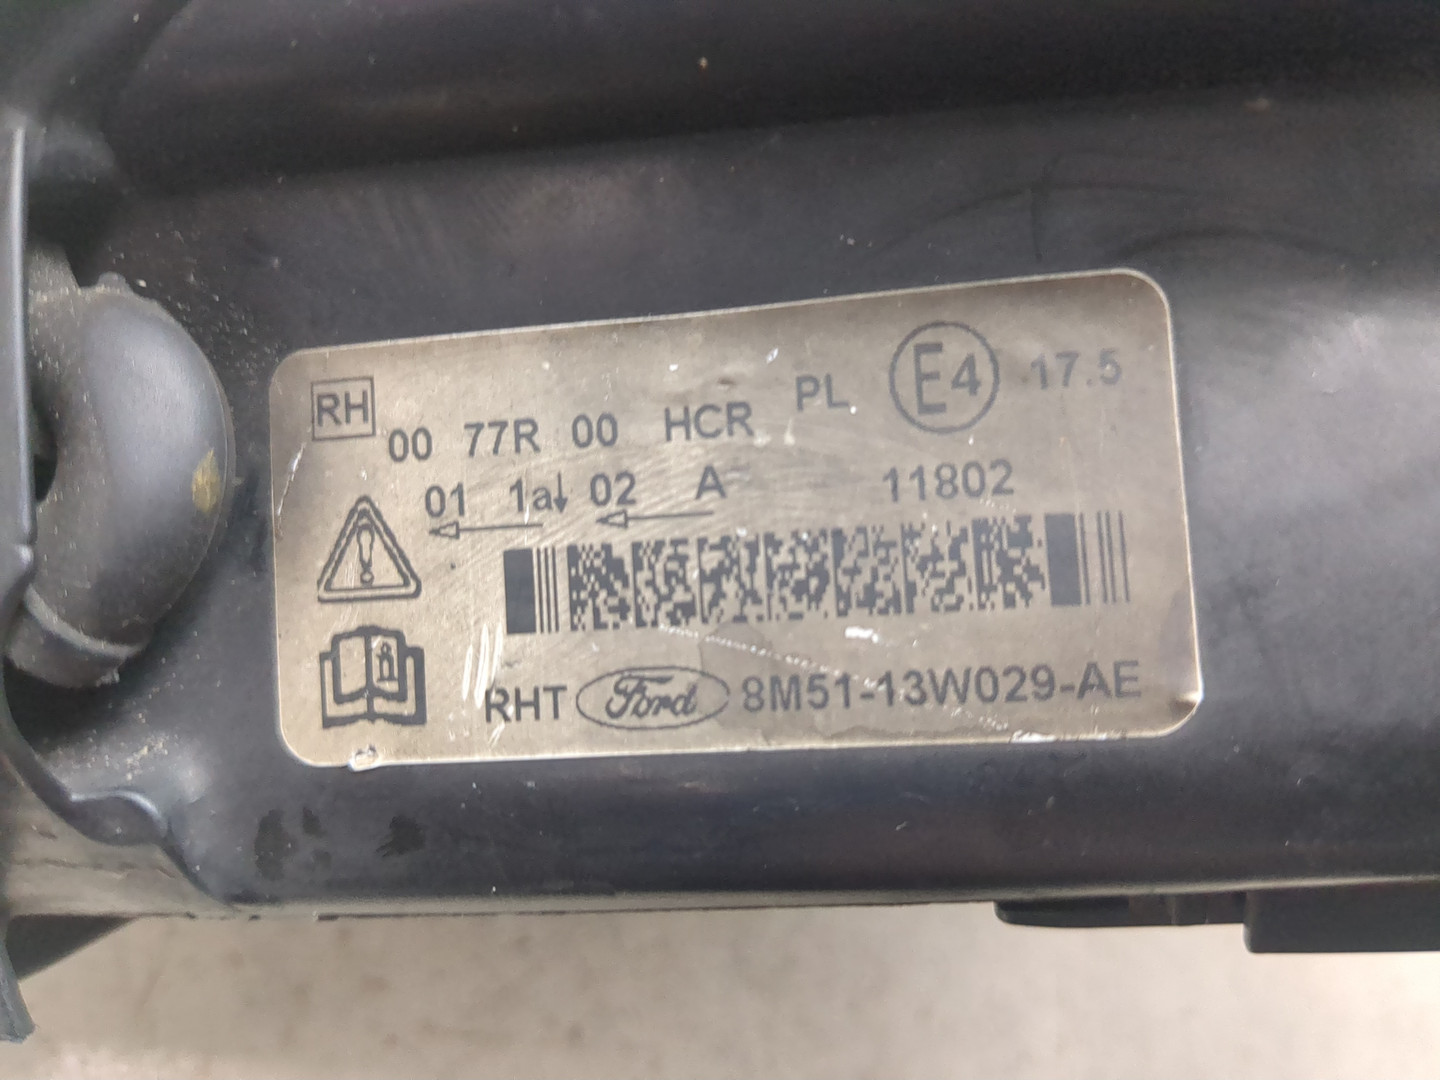 RH 00 77R 00 HCR PL E4 17.5
01 1a↓ 02 A 11802
RHT Ford 8M51-13W029-AE